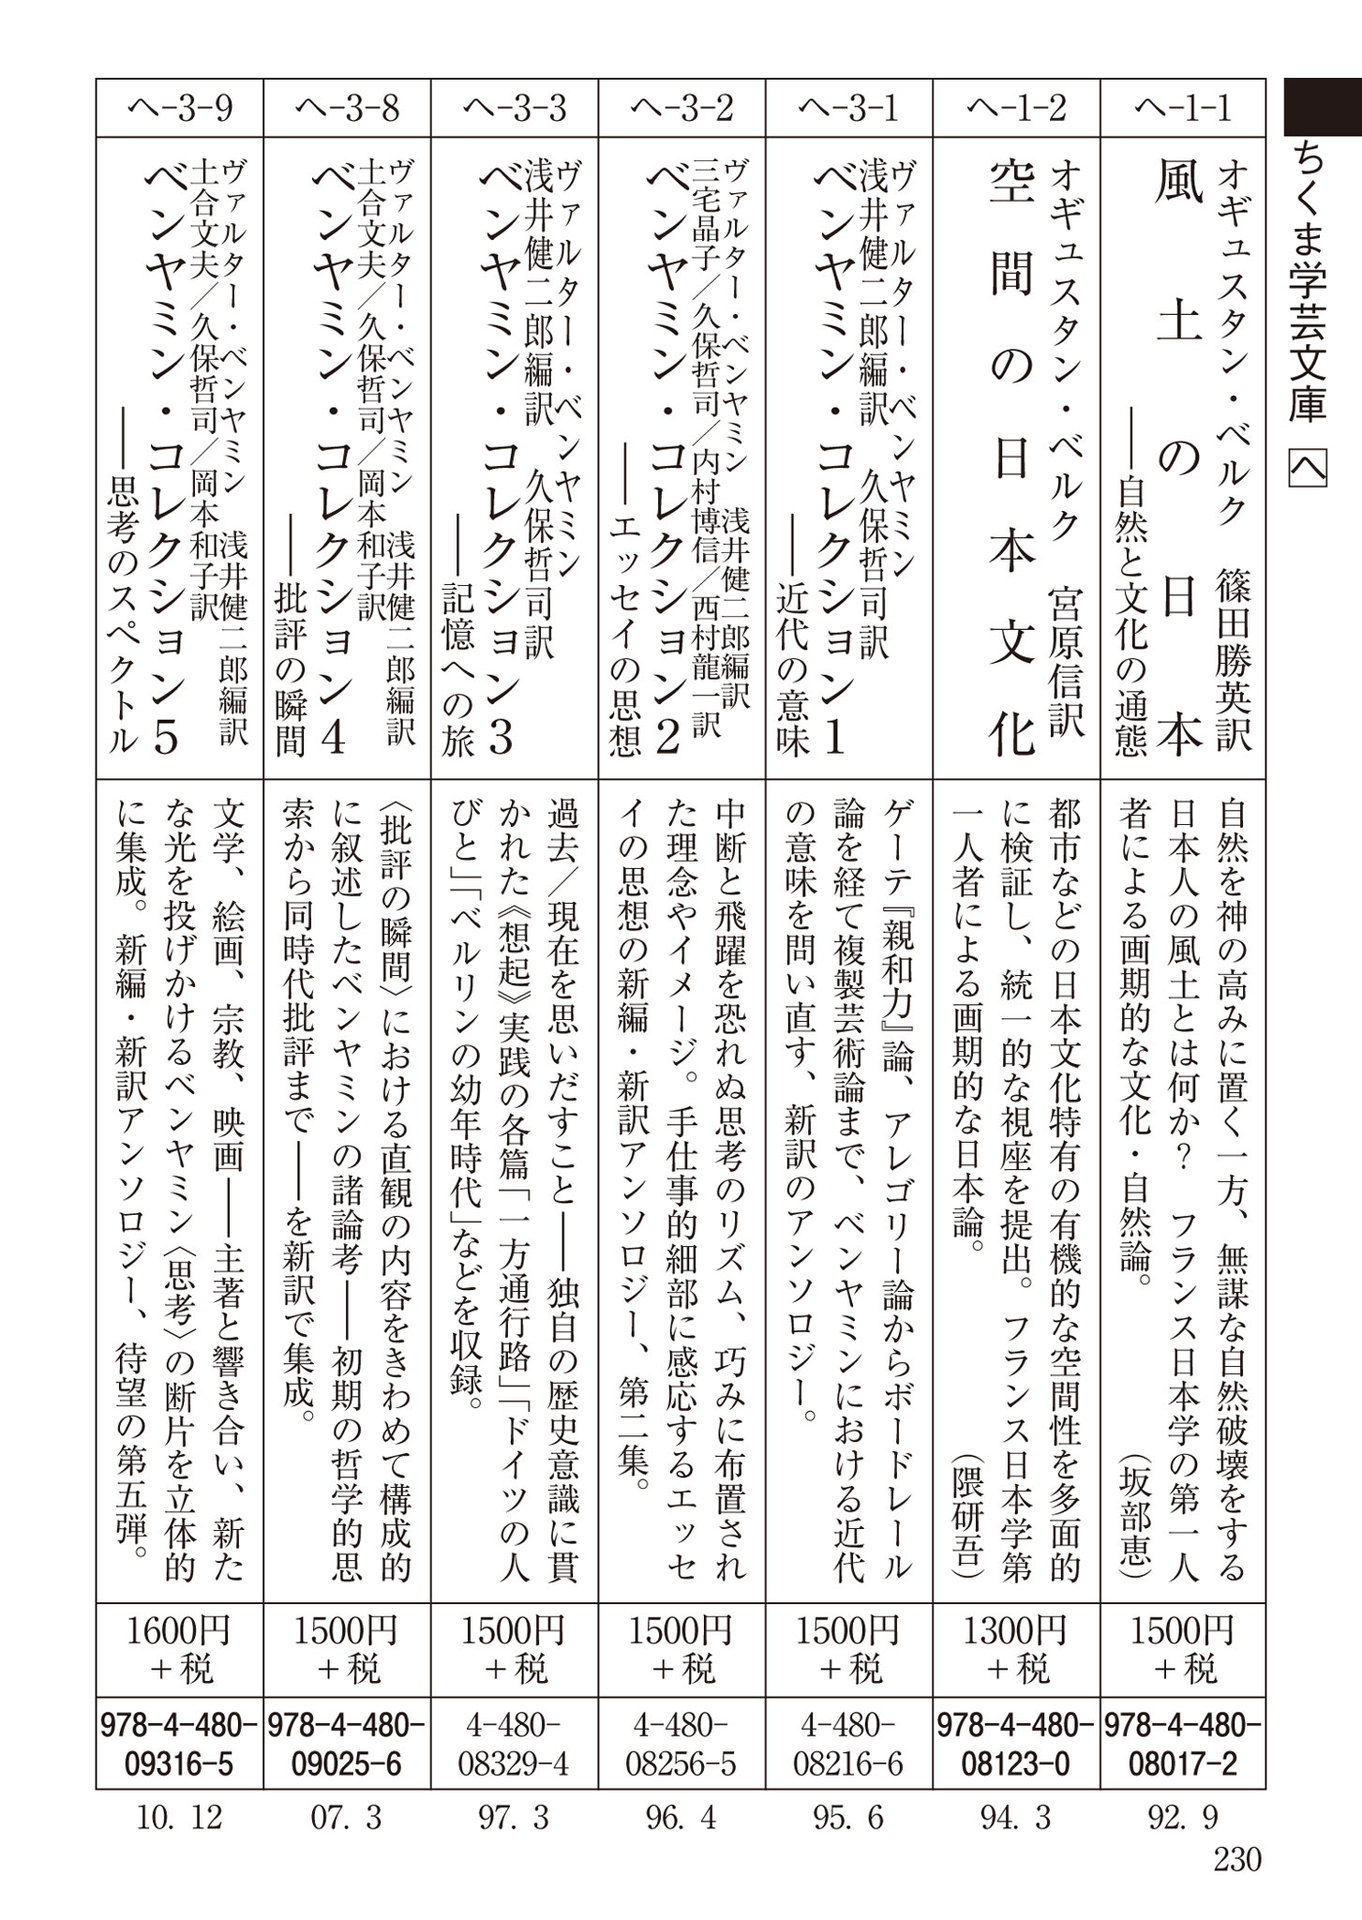 ちくま学芸文庫 へ
へ-1-1
オギュスタン・ベルク 篠田勝英訳
風土の日本
――自然と文化の通態
自然を神の高みに置く一方、無謀な自然破壊をする
日本人の風土とは何か? フランス日本学の第一人
者による画期的な文化・自然論。 (坂部恵)
1500円
+税
978-4-480-
08017-2
92. 9
へ-1-2
オギュスタン・ベルク 宮原信訳
空間の日本文化
都市などの日本文化特有の有機的な空間性を多面的
に検証し、統一的な視座を提出。フランス日本学第
一人者による画期的な日本論。 (隈研吾)
1300円
+税
978-4-480-
08123-0
94. 3
へ-3-1
ヴァルター・ベンヤミン
浅井健二郎編訳 久保哲司訳
ベンヤミン・コレクション1
――近代の意味
ゲーテ『親和力』論、アレゴリー論からボードレール
論を経て複製芸術論まで、ベンヤミンにおける近代
の意味を問い直す、新訳のアンソロジー。
1500円
+税
4-480-
08216-6
95. 6
へ-3-2
ヴァルター・ベンヤミン 浅井健二郎編訳
三宅晶子/久保哲司/内村博信/西村龍一訳
ベンヤミン・コレクション2
――エッセイの思想
中断と飛躍を恐れぬ思考のリズム、巧みに布置され
た理念やイメージ。手仕事的細部に感応するエッセ
イの思想の新編・新訳アンソロジー、第二集。
1500円
+税
4-480-
08256-5
96. 4
へ-3-3
ヴァルター・ベンヤミン
浅井健二郎編訳 久保哲司訳
ベンヤミン・コレクション3
――記憶への旅
過去/現在を思いだすこと――独自の歴史意識に貫
かれた《想起》実践の各篇「一方通行路」「ドイツの人
びと」「ベルリンの幼年時代」などを収録。
1500円
+税
4-480-
08329-4
97. 3
へ-3-8
ヴァルター・ベンヤミン 浅井健二郎編訳
土合文夫/久保哲司/岡本和子訳
ベンヤミン・コレクション4
――批評の瞬間
〈批評の瞬間〉における直観の内容をきわめて構成的
に叙述したベンヤミンの諸論考――初期の哲学的思
索から同時代批評まで――を新訳で集成。
1500円
+税
978-4-480-
09025-6
07. 3
へ-3-9
ヴァルター・ベンヤミン 浅井健二郎編訳
土合文夫/久保哲司/岡本和子訳
ベンヤミン・コレクション5
――思考のスペクトル
文学、絵画、宗教、映画――主著と響き合い、新た
な光を投げかけるベンヤミン〈思考〉の断片を立体的
に集成。新編・新訳アンソロジー、待望の第五弾。
1600円
+税
978-4-480-
09316-5
10. 12
230